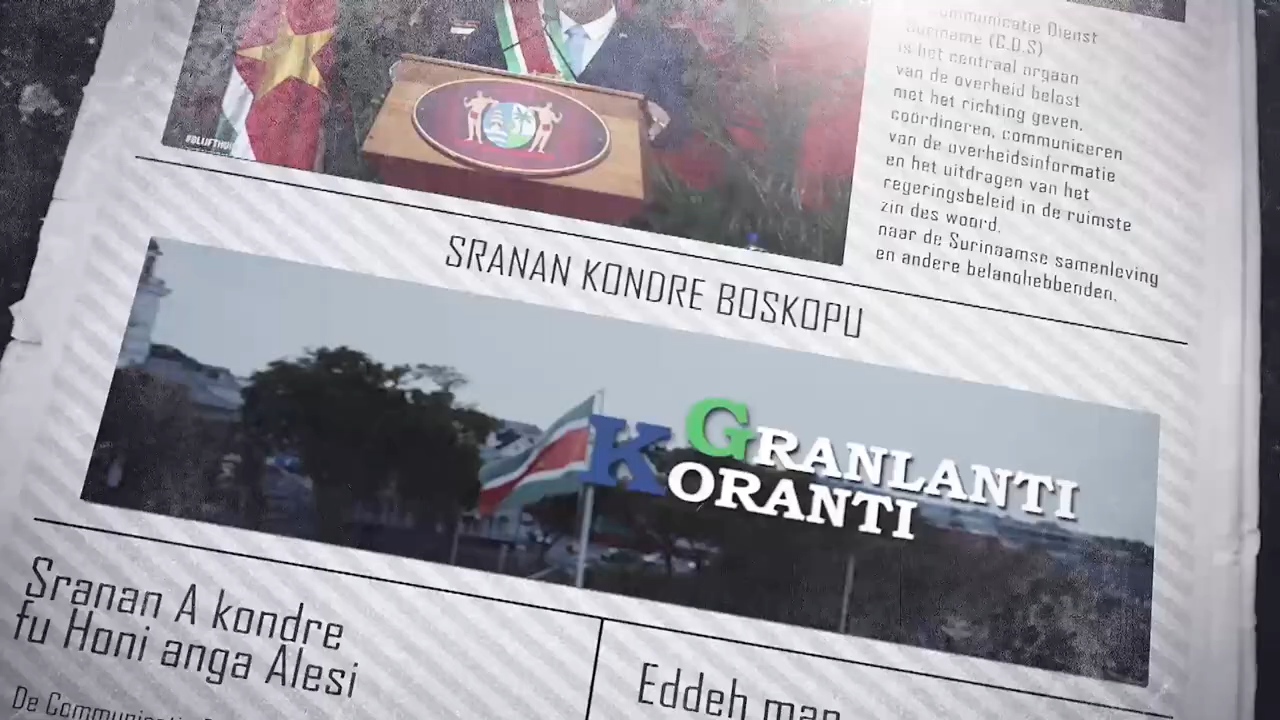 Communicatie Dienst
Suriname (C.D.S)
is het centraal orgaan
van de overheid belast
met het richting geven,
coördineren, communiceren
van de overheidsinformatie
en het uitdragen van het
regeringsbeleid in de ruimste
zin des woord.
naar de Surinaamse samenleving
en andere belanghebbenden.
SRANAN KONDRE BOSKOPU
GRANLANTI
KORANTI
Sranan A kondre
fu Honi anga Alesi
De
Eddeh man